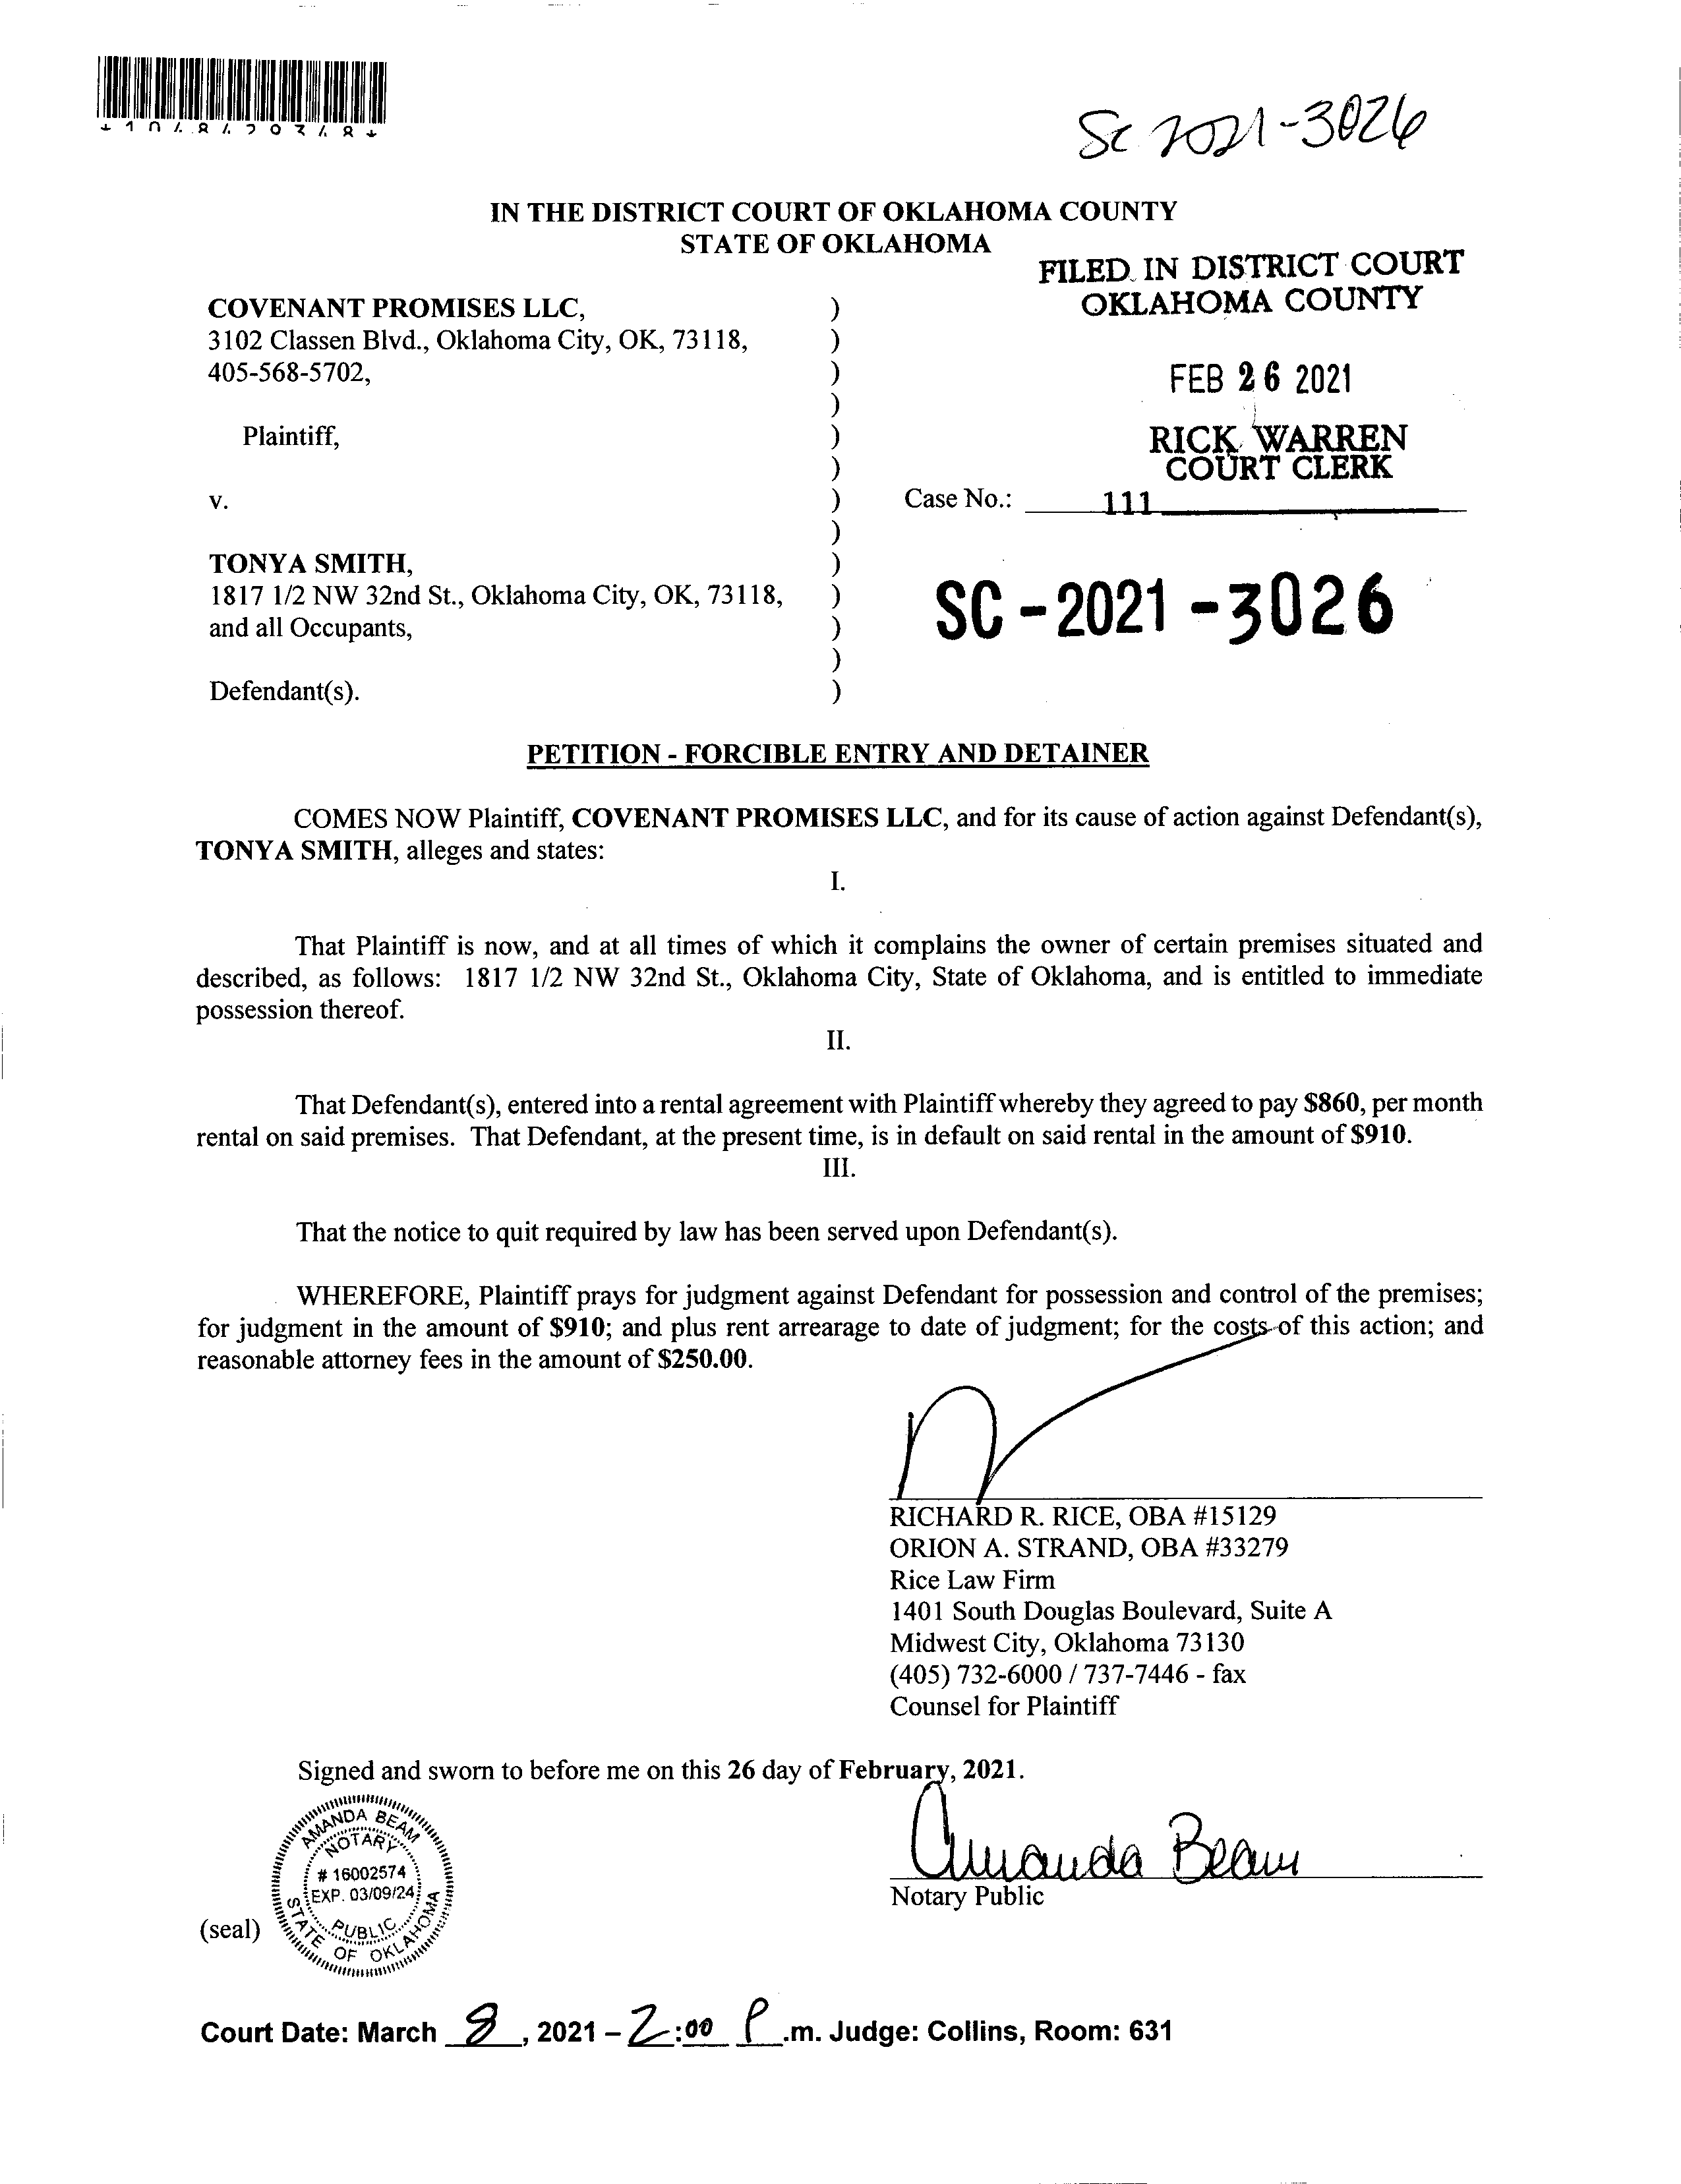 SC 2021-3026
IN THE DISTRICT COURT OF OKLAHOMA COUNTY
STATE OF OKLAHOMA
FILED IN DISTRICT COURT
OKLAHOMA COUNTY
FEB 26 2021
RICK WARREN
COURT CLERK
111
COVENANT PROMISES LLC, )
3102 Classen Blvd., Oklahoma City, OK, 73118, )
405-568-5702, )
)
Plaintiff, )
)
v. ) Case No.:
)
TONYA SMITH, )
1817 1/2 NW 32nd St., Oklahoma City, OK, 73118, )
and all Occupants, )
)
Defendant(s). )
SC-2021-3026
PETITION - FORCIBLE ENTRY AND DETAINER
COMES NOW Plaintiff, COVENANT PROMISES LLC, and for its cause of action against Defendant(s),
TONYA SMITH, alleges and states:
I.
That Plaintiff is now, and at all times of which it complains the owner of certain premises situated and
described, as follows: 1817 1/2 NW 32nd St., Oklahoma City, State of Oklahoma, and is entitled to immediate
possession thereof.
II.
That Defendant(s), entered into a rental agreement with Plaintiff whereby they agreed to pay $860, per month
rental on said premises. That Defendant, at the present time, is in default on said rental in the amount of $910.
III.
That the notice to quit required by law has been served upon Defendant(s).
WHEREFORE, Plaintiff prays for judgment against Defendant for possession and control of the premises;
for judgment in the amount of $910; and plus rent arrearage to date of judgment; for the costs of this action; and
reasonable attorney fees in the amount of $250.00.
RICHARD R. RICE, OBA #15129
ORION A. STRAND, OBA #33279
Rice Law Firm
1401 South Douglas Boulevard, Suite A
Midwest City, Oklahoma 73130
(405) 732-6000 / 737-7446 - fax
Counsel for Plaintiff
Signed and sworn to before me on this 26 day of February, 2021.
Amanda Beam
Notary Public
(seal)
AMANDA BEAM
NOTARY
# 16002574
EXP. 03/09/24
PUBLIC
STATE OF OKLAHOMA
Court Date: March 8, 2021 – 2:00 P.m. Judge: Collins, Room: 631